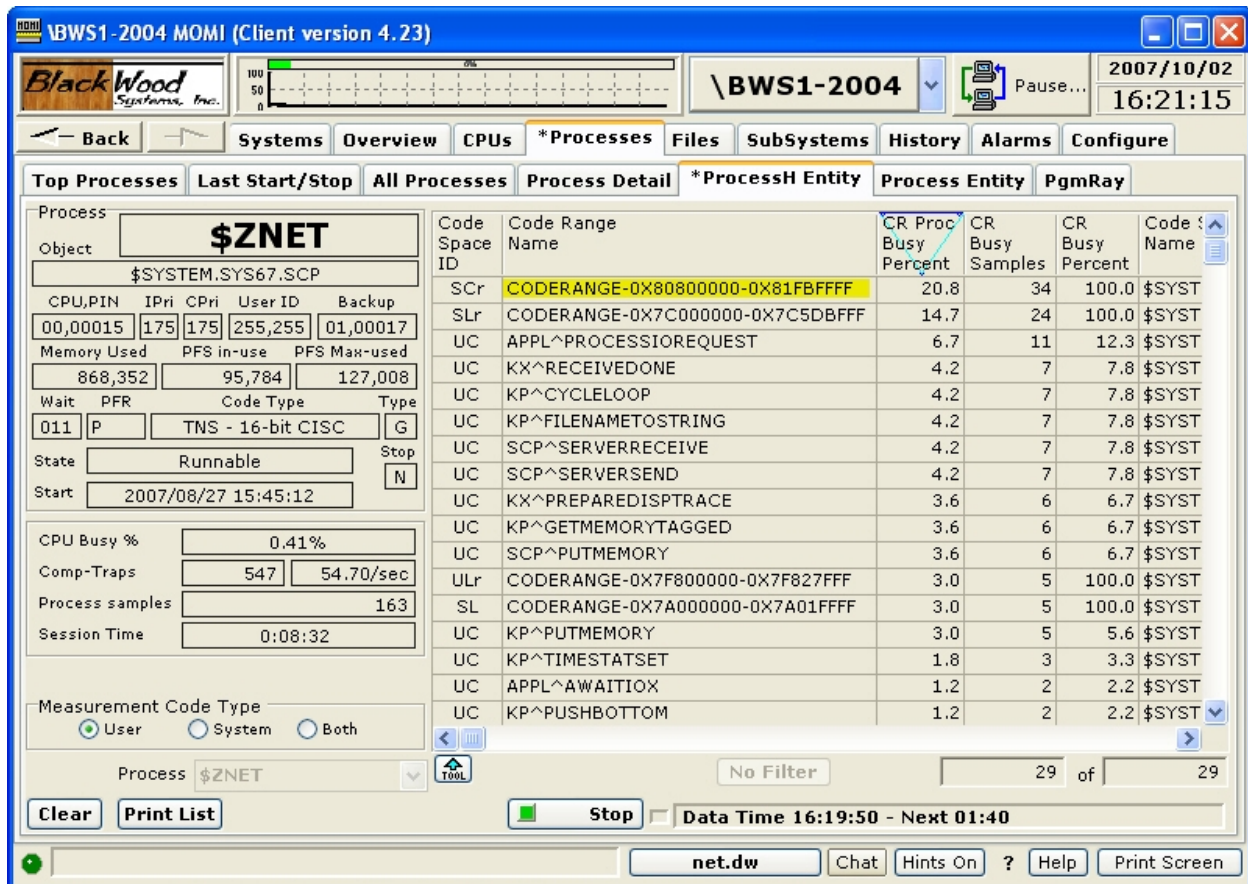 \BWS1-2004 MOMI (Client version 4.23)
BlackWood Systems, Inc.
0%
100
50
0
\BWS1-2004
Pause...
2007/10/02
16:21:15
Back
Systems Overview CPUs *Processes Files SubSystems History Alarms Configure
Top Processes Last Start/Stop All Processes Process Detail *ProcessH Entity Process Entity PgmRay
Process
Object $ZNET
$SYSTEM.SYS67.SCP
CPU,PIN IPri CPri User ID Backup
00,00015 175 175 255,255 01,00017
Memory Used PFS in-use PFS Max-used
868,352 95,784 127,008
Wait PFR Code Type Type
011 P TNS - 16-bit CISC G
State Runnable Stop N
Start 2007/08/27 15:45:12
CPU Busy % 0.41%
Comp-Traps 547 54.70/sec
Process samples 163
Session Time 0:08:32
Measurement Code Type
User System Both
Process $ZNET
Code Space ID Code Range Name CR Proc Busy Percent CR Busy Samples CR Busy Percent Code Name
SCr CODERANGE-0X80800000-0X81FBFFFF 20.8 34 100.0 $SYST
SLr CODERANGE-0X7C000000-0X7C5DBFFF 14.7 24 100.0 $SYST
UC APPL^PROCESSIOREQUEST 6.7 11 12.3 $SYST
UC KX^RECEIVEDONE 4.2 7 7.8 $SYST
UC KP^CYCLELOOP 4.2 7 7.8 $SYST
UC KP^FILENAMETOSTRING 4.2 7 7.8 $SYST
UC SCP^SERVERRECEIVE 4.2 7 7.8 $SYST
UC SCP^SERVERSEND 4.2 7 7.8 $SYST
UC KX^PREPAREDISPTRACE 3.6 6 6.7 $SYST
UC KP^GETMEMORYTAGGED 3.6 6 6.7 $SYST
UC SCP^PUTMEMORY 3.6 6 6.7 $SYST
ULr CODERANGE-0X7F800000-0X7F827FFF 3.0 5 100.0 $SYST
SL CODERANGE-0X7A000000-0X7A01FFFF 3.0 5 100.0 $SYST
UC KP^PUTMEMORY 3.0 5 5.6 $SYST
UC KP^TIMESTATSET 1.8 3 3.3 $SYST
UC APPL^AWAITIOX 1.2 2 2.2 $SYST
UC KP^PUSHBOTTOM 1.2 2 2.2 $SYST
TOOL No Filter 29 of 29
Clear Print List Stop Data Time 16:19:50 - Next 01:40
net.dw Chat Hints On ? Help Print Screen